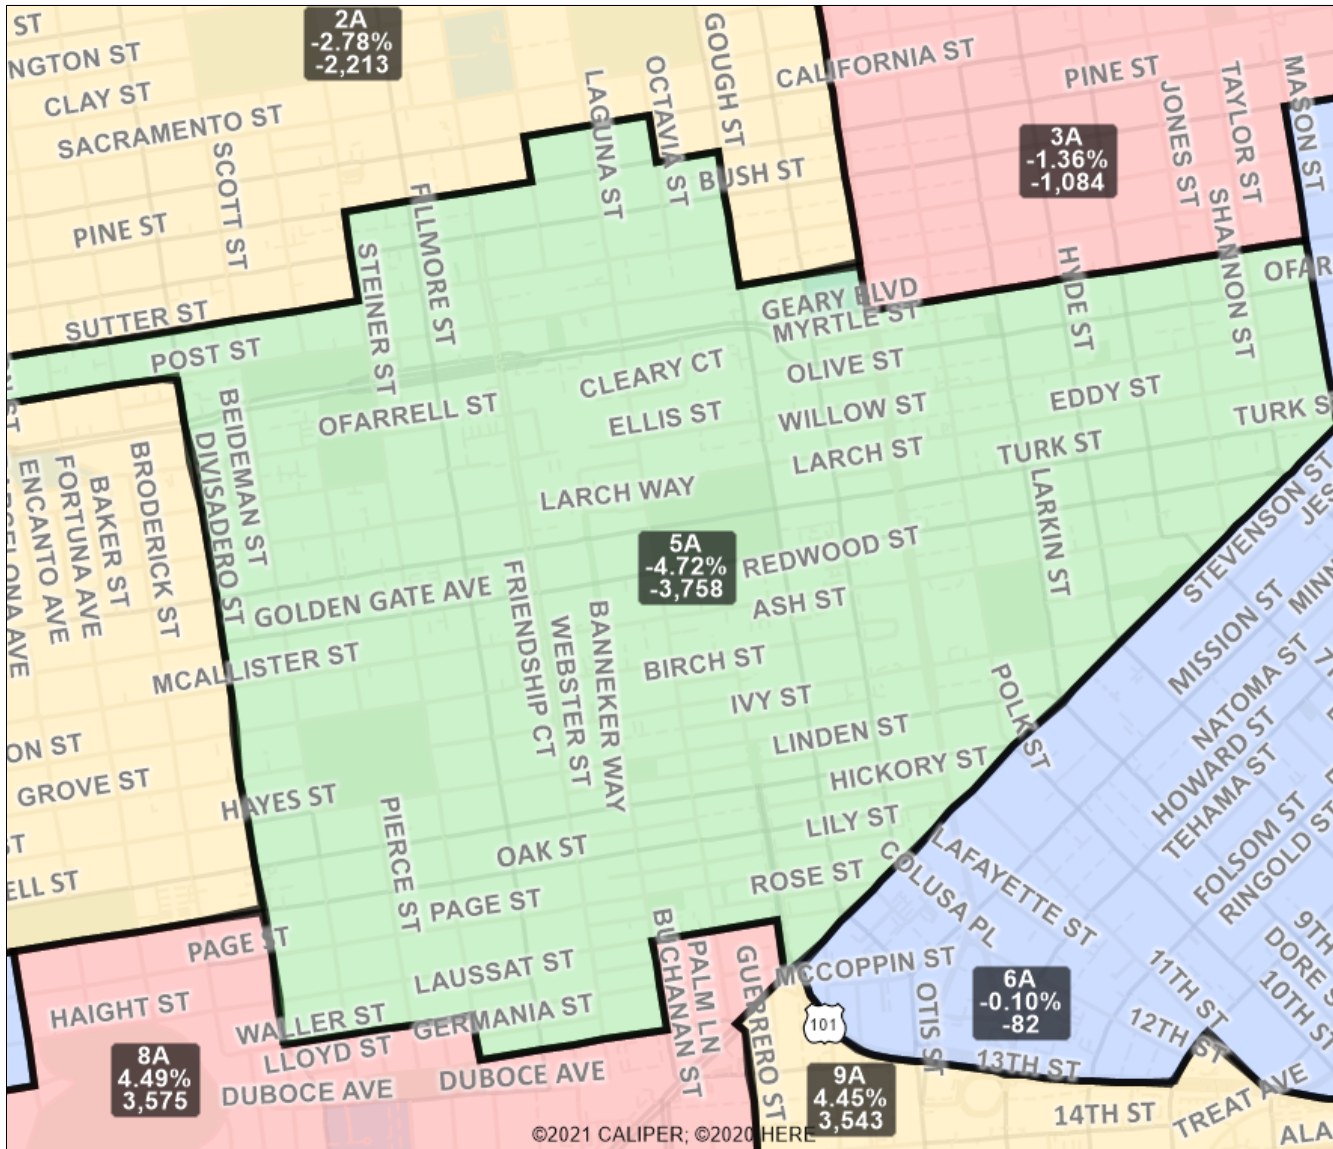 ST
NGTON ST
CLAY ST
SACRAMENTO ST
SCOTT ST
PINE ST
2A
-2.78%
-2,213
LAGUNA ST
OCTAVIA ST
GOUGH ST
BUSH ST
CALIFORNIA ST
PINE ST
JONES ST
TAYLOR ST
MASON ST
SHANNON ST
3A
-1.36%
-1,084
FILLMORE ST
STEINER ST
SUTTER ST
POST ST
GEARY BLVD
MYRTLE ST
HYDE ST
OFAR
CLEARY CT
OLIVE ST
OFARRELL ST
ELLIS ST
WILLOW ST
EDDY ST
TURK S
LARCH ST
TURK ST
LARCH WAY
LARKIN ST
BEIDEMAN ST
DIVISADERO ST
BRODERICK ST
BAKER ST
FORTUNA AVE
ENCANTO AVE
5A
-4.72%
-3,758
REDWOOD ST
ASH ST
STEVENSON ST
JES
MINN
MISSION ST
GOLDEN GATE AVE
FRIENDSHIP CT
WEBSTER ST
BANNEKER WAY
MCALLISTER ST
BIRCH ST
IVY ST
LINDEN ST
HICKORY ST
POLK ST
NATOMA ST
HOWARD ST
TEHAMA ST
ON ST
GROVE ST
HAYES ST
PIERCE ST
OAK ST
LILY ST
ROSE ST
COLUSA PL
LAFAYETTE ST
FOLSOM ST
RINGOLD ST
ELL ST
PAGE ST
PAGE ST
BUCHANAN ST
PALM LN
GUERRERO ST
MCCOPPIN ST
OTIS ST
6A
-0.10%
-82
11TH ST
12TH ST
9TH
DORE S
10TH ST
HAIGHT ST
LAUSSAT ST
WALLER ST
GERMANIA ST
LLOYD ST
101
13TH ST
8A
4.49%
3,575
DUBOCE AVE
DUBOCE AVE
9A
4.45%
3,543
14TH ST
TREAT AVE
ALA
©2021 CALIPER; ©2020 HERE